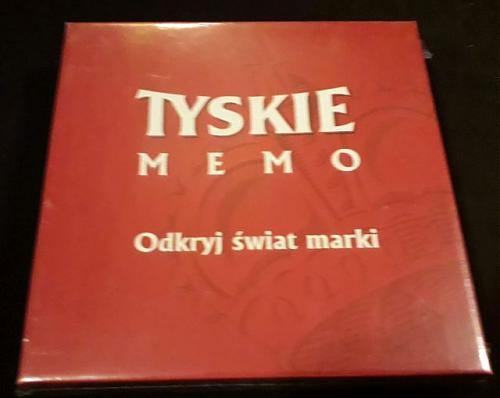 TYSKIE
MEMO
Odkryj świat marki